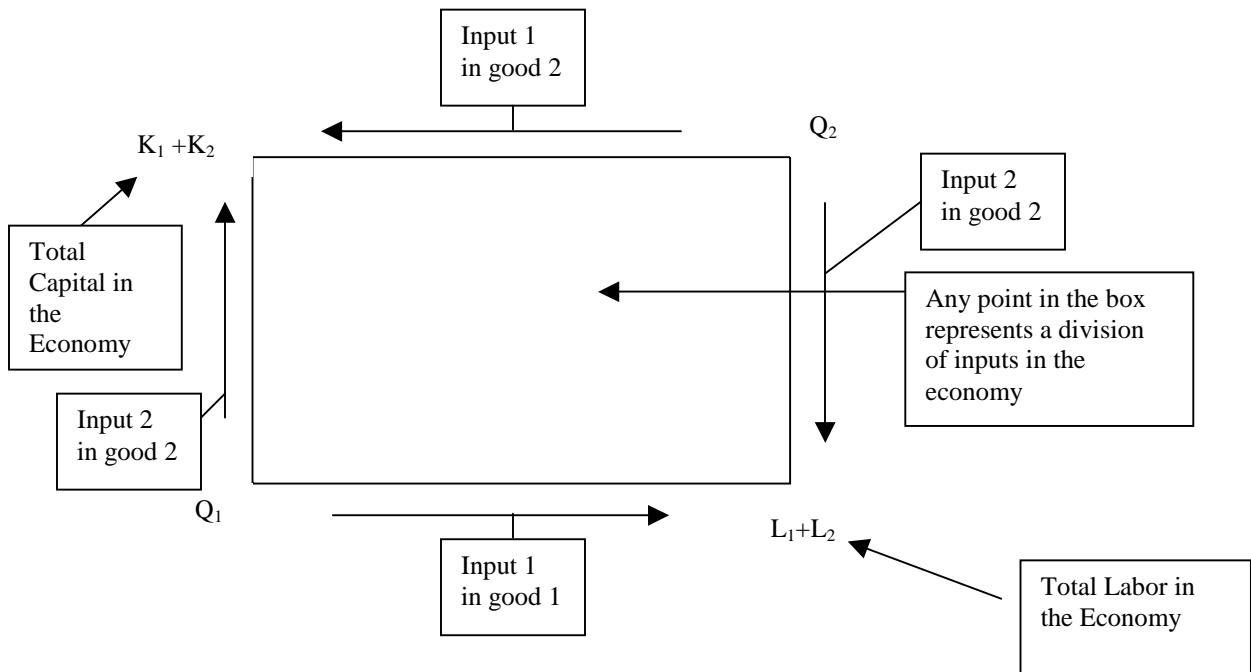 Input 1
in good 2
Q₂
K₁ +K₂
Input 2
in good 2
Total
Capital in
the
Economy
Any point in the box
represents a division
of inputs in the
economy
Input 2
in good 2
Q₁
L₁+L₂
Input 1
in good 1
Total Labor in
the Economy